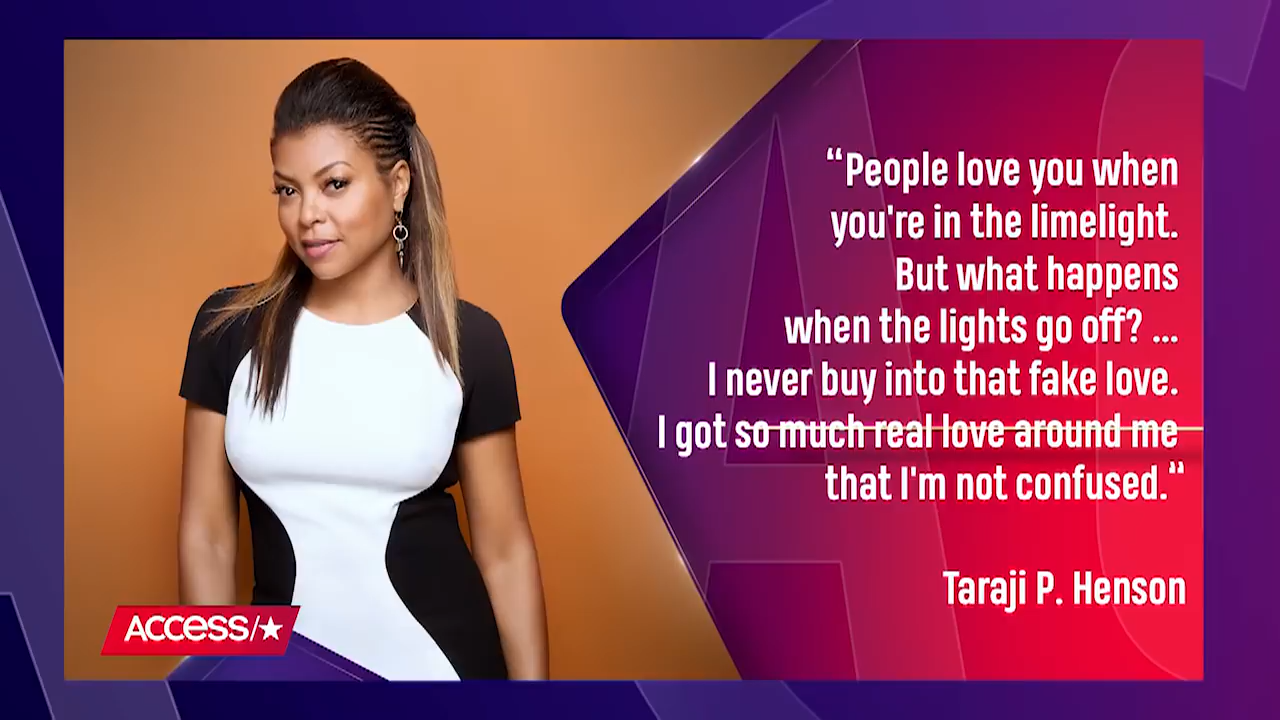 “People love you when
you're in the limelight.
But what happens
when the lights go off? ...
I never buy into that fake love.
I got so much real love around me
that I'm not confused.”
Taraji P. Henson
ACCESS/★